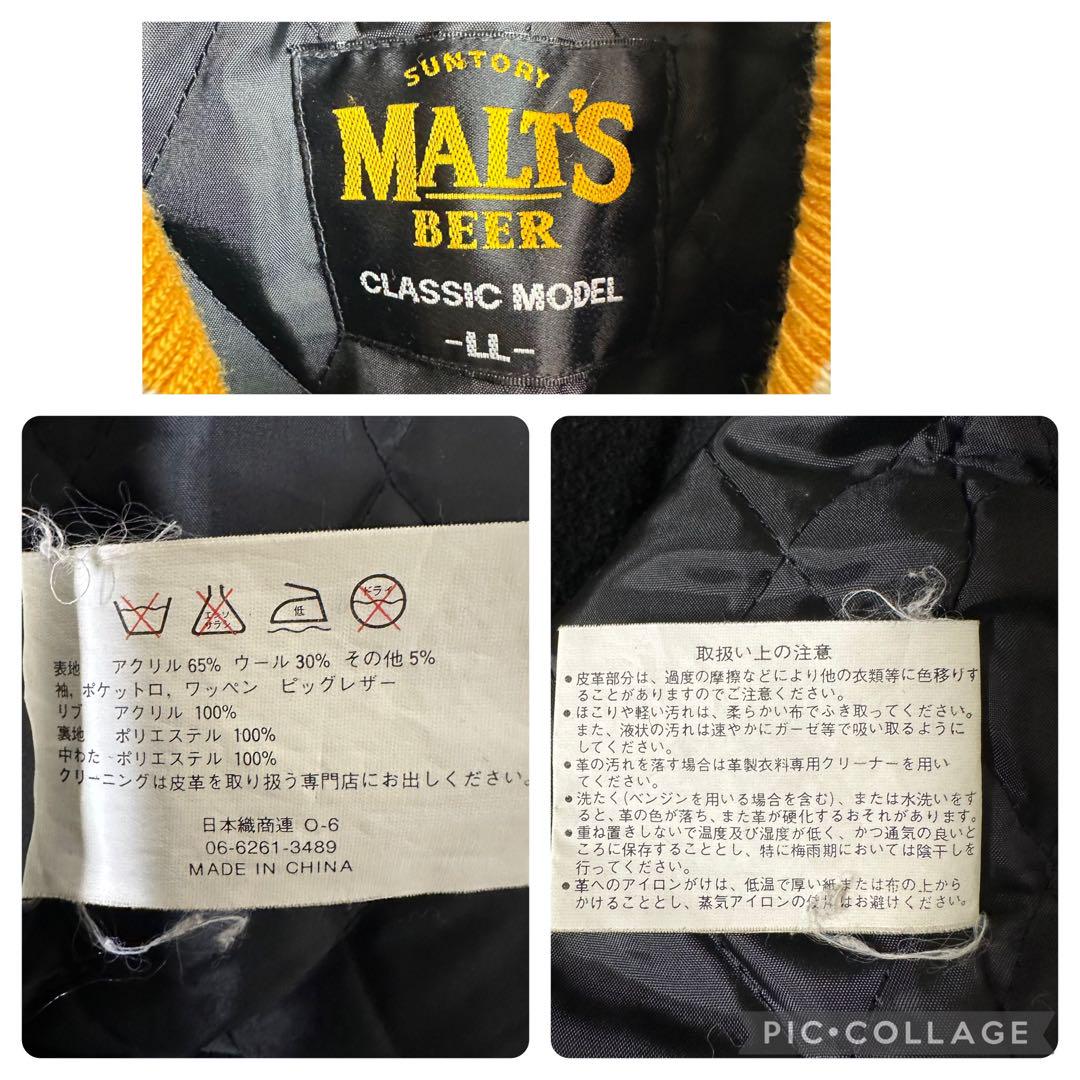 SUNTORY
MALT'S
BEER
CLASSIC MODEL
-LL-
エンソ
サラシ
低
ドライ
表地 アクリル 65% ウール 30% その他 5%
袖, ポケット口, ワッペン ピッグレザー
リブ アクリル 100%
裏地 ポリエステル 100%
中わた ポリエステル 100%
クリーニングは皮革を取り扱う専門店にお出しください。
日本繊商連 O-6
06-6261-3489
MADE IN CHINA
取扱い上の注意
●皮革部分は、過度の摩擦などにより他の衣類等に色移りす
ることがありますのでご注意ください。
●ほこりや軽い汚れは、柔らかい布でふき取ってください。
また、液状の汚れは速やかにガーゼ等で吸い取るように
してください。
●革の汚れを落す場合は革製衣料専用クリーナーを用い
てください。
●洗たく(ベンジンを用いる場合を含む)、または水洗いをす
ると、革の色が落ち、また革が硬化するおそれがあります。
●重ね置きしないで温度及び湿度が低く、かつ通気の良いと
ころに保存することとし、特に梅雨期においては陰干しを
行ってください。
●革へのアイロンがけは、低温で厚い紙または布の上から
かけることとし、蒸気アイロンの使用はお避けください。
PIC•COLLAGE